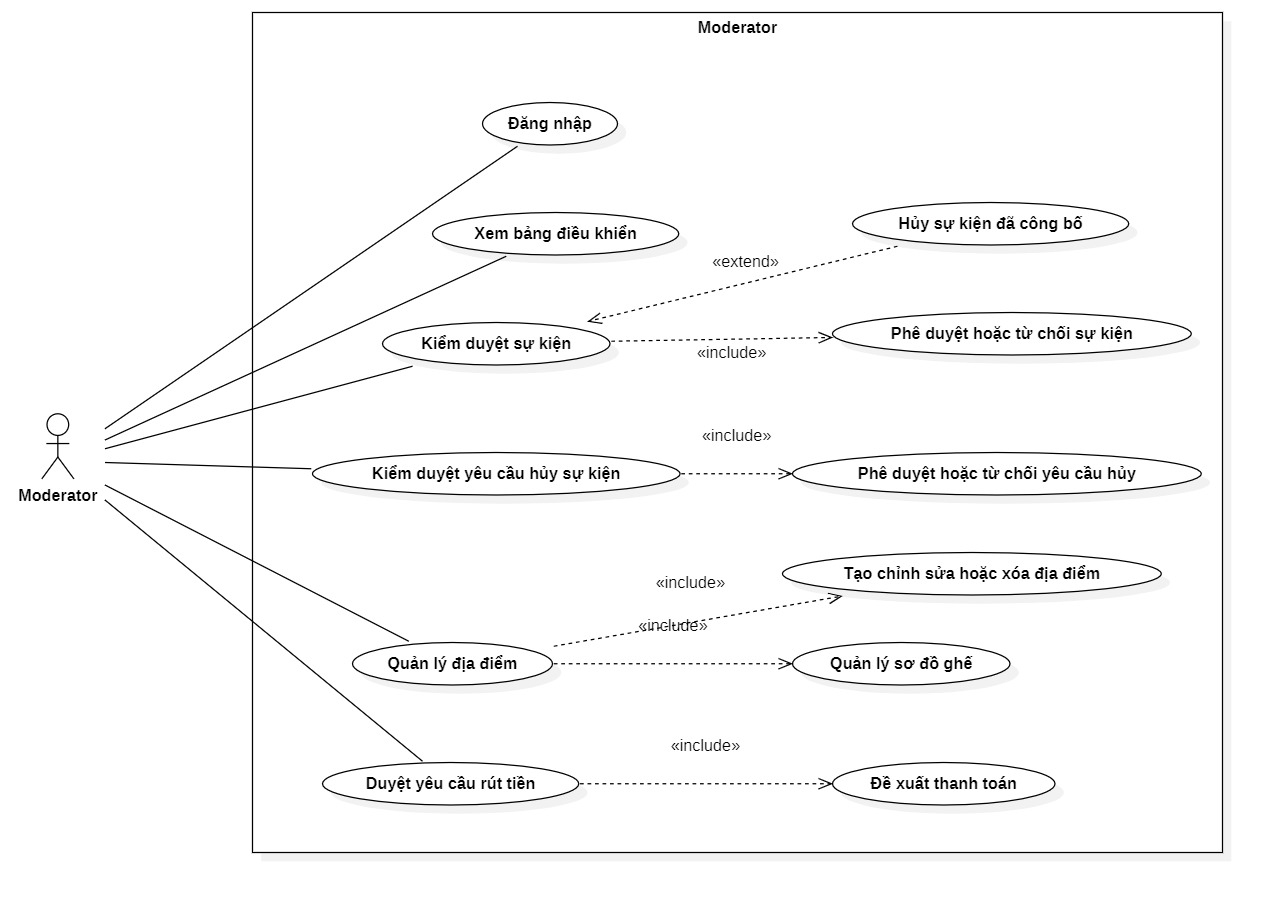 Moderator
Đăng nhập
Xem bảng điều khiển
Hủy sự kiện đã công bố
«extend»
Kiểm duyệt sự kiện
Phê duyệt hoặc từ chối sự kiện
«include»
«include»
Kiểm duyệt yêu cầu hủy sự kiện
Phê duyệt hoặc từ chối yêu cầu hủy
Moderator
Tạo chỉnh sửa hoặc xóa địa điểm
«include»
«include»
Quản lý địa điểm
Quản lý sơ đồ ghế
«include»
Duyệt yêu cầu rút tiền
Đề xuất thanh toán